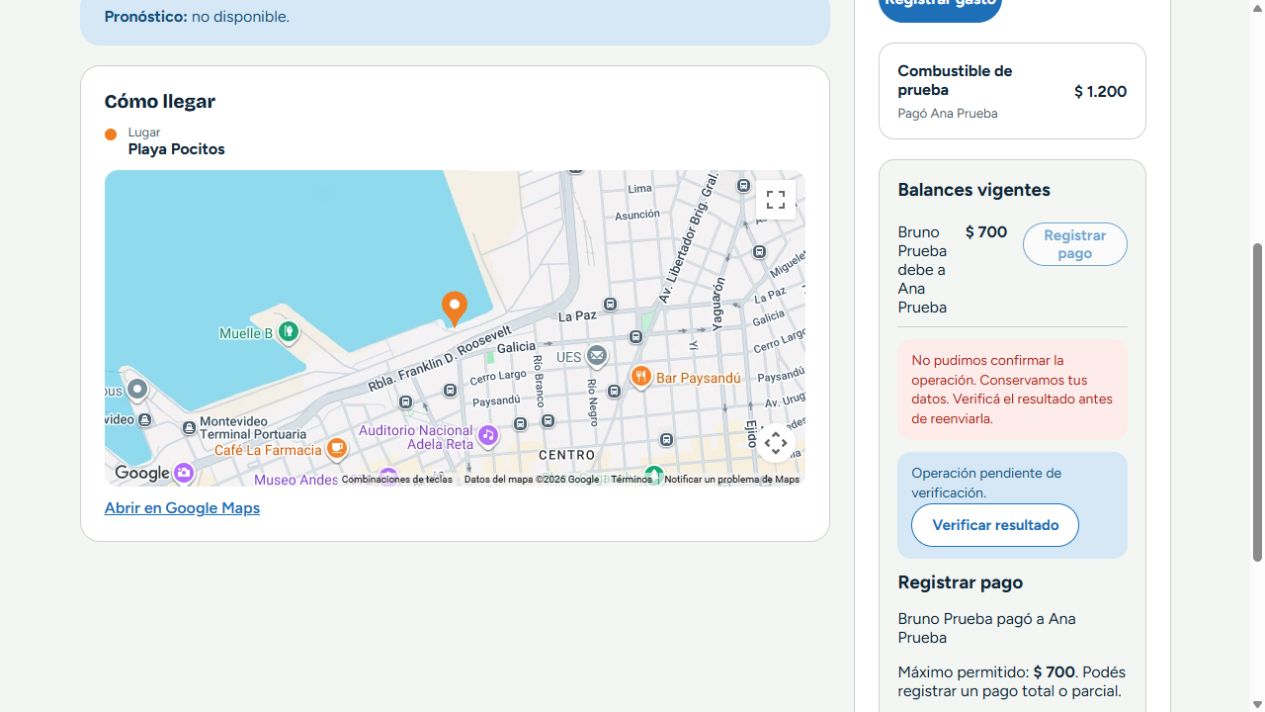 Pronóstico: no disponible.
Cómo llegar
Lugar
Playa Pocitos
Lima
Asunción
Av. Libertador Brig. Gral.
Miguelete
Yaguarón
La Paz
La Paz
Galicia
Cerro Largo
Muelle B
Rbla. Franklin D. Roosevelt
Galicia
UES
Yi
Cerro Largo
Río Branco
Río Negro
Bar Paysandú
Paysandú
Paysandú
Av. Urug
Ejido
Montevideo
Terminal Portuaria
Auditorio Nacional
Adela Reta
Café La Farmacia
CENTRO
Google
Museo Andes
Combinaciones de teclas
Datos del mapa ©2026 Google
Términos
Notificar un problema de Maps
Abrir en Google Maps
Registrar gasto
Combustible de
prueba
$ 1.200
Pagó Ana Prueba
Balances vigentes
Bruno
Prueba
debe a
Ana
Prueba
$ 700
Registrar
pago
No pudimos confirmar la
operación. Conservamos tus
datos. Verificá el resultado antes
de reenviarla.
Operación pendiente de
verificación.
Verificar resultado
Registrar pago
Bruno Prueba pagó a Ana
Prueba
Máximo permitido: $ 700. Podés
registrar un pago total o parcial.